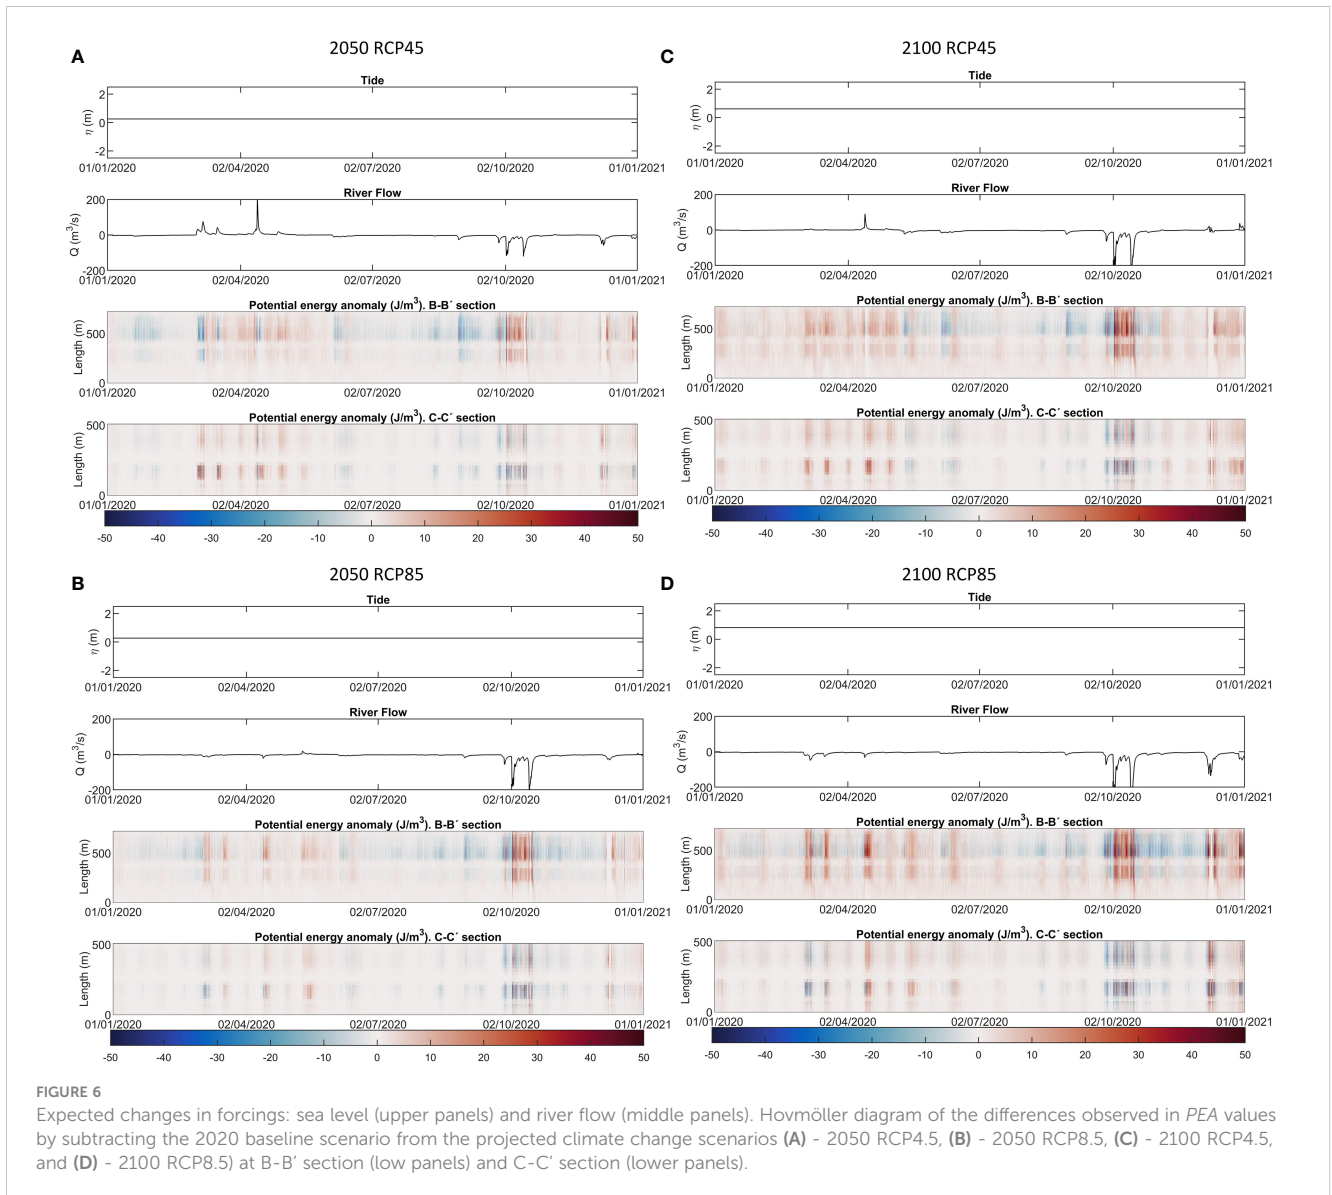 A
2050 RCP45
Tide
2
0
-2
η (m)
01/01/2020 02/04/2020 02/07/2020 02/10/2020 01/01/2021
River Flow
200
0
-200
Q (m³/s)
01/01/2020 02/04/2020 02/07/2020 02/10/2020 01/01/2021
Potential energy anomaly (J/m³). B-B´ section
500
0
Length (m)
01/01/2020 02/04/2020 02/07/2020 02/10/2020 01/01/2021
Potential energy anomaly (J/m³). C-C´ section
500
0
Length (m)
01/01/2020 02/04/2020 02/07/2020 02/10/2020 01/01/2021
-50 -40 -30 -20 -10 0 10 20 30 40 50
C
2100 RCP45
Tide
2
0
-2
η (m)
01/01/2020 02/04/2020 02/07/2020 02/10/2020 01/01/2021
River Flow
200
0
-200
Q (m³/s)
01/01/2020 02/04/2020 02/07/2020 02/10/2020 01/01/2021
Potential energy anomaly (J/m³). B-B´ section
500
0
Length (m)
01/01/2020 02/04/2020 02/07/2020 02/10/2020 01/01/2021
Potential energy anomaly (J/m³). C-C´ section
500
0
Length (m)
01/01/2020 02/04/2020 02/07/2020 02/10/2020 01/01/2021
-50 -40 -30 -20 -10 0 10 20 30 40 50
B
2050 RCP85
Tide
2
0
-2
η (m)
01/01/2020 02/04/2020 02/07/2020 02/10/2020 01/01/2021
River Flow
200
0
-200
Q (m³/s)
01/01/2020 02/04/2020 02/07/2020 02/10/2020 01/01/2021
Potential energy anomaly (J/m³). B-B´ section
500
0
Length (m)
01/01/2020 02/04/2020 02/07/2020 02/10/2020 01/01/2021
Potential energy anomaly (J/m³). C-C´ section
500
0
Length (m)
01/01/2020 02/04/2020 02/07/2020 02/10/2020 01/01/2021
-50 -40 -30 -20 -10 0 10 20 30 40 50
D
2100 RCP85
Tide
2
0
-2
η (m)
01/01/2020 02/04/2020 02/07/2020 02/10/2020 01/01/2021
River Flow
200
0
-200
Q (m³/s)
01/01/2020 02/04/2020 02/07/2020 02/10/2020 01/01/2021
Potential energy anomaly (J/m³). B-B´ section
500
0
Length (m)
01/01/2020 02/04/2020 02/07/2020 02/10/2020 01/01/2021
Potential energy anomaly (J/m³). C-C´ section
500
0
Length (m)
01/01/2020 02/04/2020 02/07/2020 02/10/2020 01/01/2021
-50 -40 -30 -20 -10 0 10 20 30 40 50
FIGURE 6
Expected changes in forcings: sea level (upper panels) and river flow (middle panels). Hovmöller diagram of the differences observed in PEA values
by subtracting the 2020 baseline scenario from the projected climate change scenarios (A) - 2050 RCP4.5, (B) - 2050 RCP8.5, (C) - 2100 RCP4.5,
and (D) - 2100 RCP8.5) at B-B’ section (low panels) and C-C’ section (lower panels).